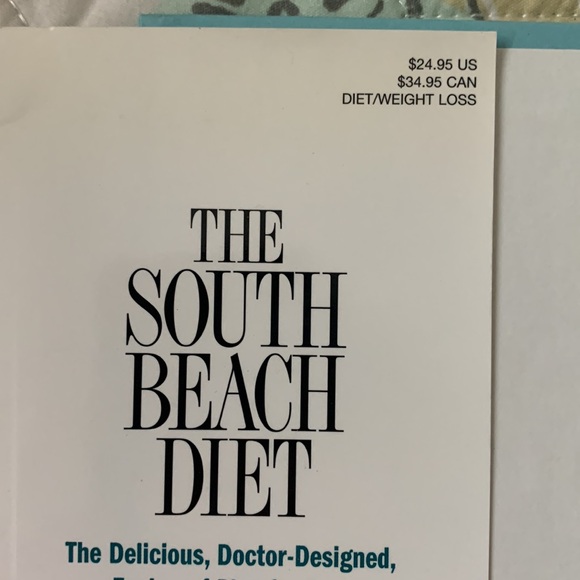 $24.95 US
$34.95 CAN
DIET/WEIGHT LOSS
THE
SOUTH
BEACH
DIET
The Delicious, Doctor-Designed,